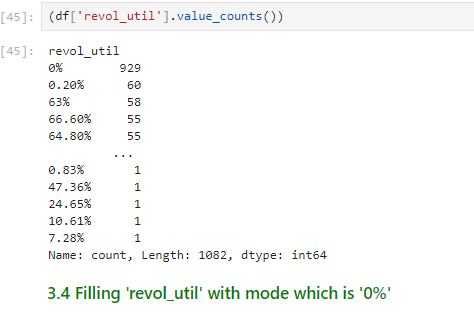 [45]: (df['revol_util'].value_counts())
[45]: revol_util
0% 929
0.20% 60
63% 58
66.60% 55
64.80% 55
...
0.83% 1
47.36% 1
24.65% 1
10.61% 1
7.28% 1
Name: count, Length: 1082, dtype: int64
3.4 Filling 'revol_util' with mode which is '0%'